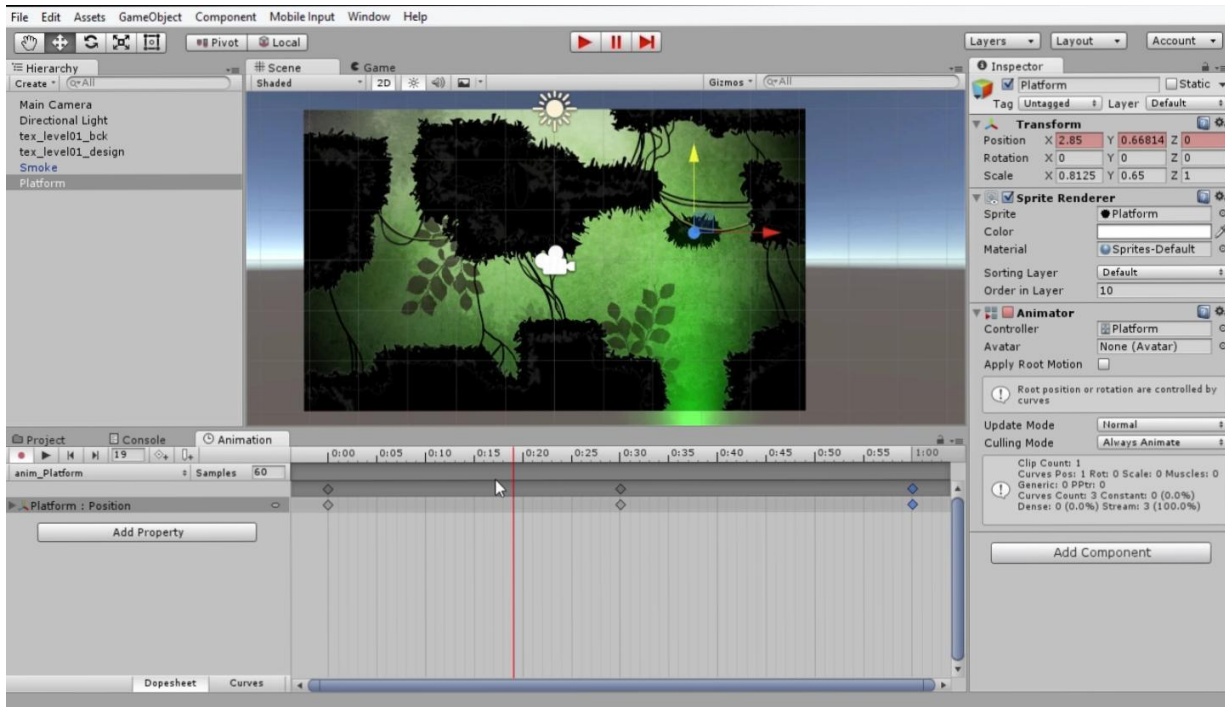 File Edit Assets GameObject Component Mobile Input Window Help
Pivot Local Layers Layout Account
Hierarchy
Create All
Main Camera
Directional Light
tex_level01_bck
tex_level01_design
Smoke
Platform
Scene Game
Shaded 2D Gizmos All
Inspector
Platform Static
Tag Untagged Layer Default
Transform
Position X 2.85 Y 0.66814 Z 0
Rotation X 0 Y 0 Z 0
Scale X 0.8125 Y 0.65 Z 1
Sprite Renderer
Sprite Platform
Color
Material Sprites-Default
Sorting Layer Default
Order in Layer 10
Animator
Controller Platform
Avatar None (Avatar)
Apply Root Motion
Root position or rotation are controlled by
curves
Update Mode Normal
Culling Mode Always Animate
Clip Count: 1
Curves Pos: 1 Rot: 0 Scale: 0 Muscles: 0
Generic: 0 PPtr: 0
Curves Count: 3 Constant: 0 (0.0%)
Dense: 0 (0.0%) Stream: 3 (100.0%)
Add Component
Project Console Animation
19 0:00 0:05 0:10 0:15 0:20 0:25 0:30 0:35 0:40 0:45 0:50 0:55 1:00
anim_Platform Samples 60
Platform : Position
Add Property
Dopesheet Curves